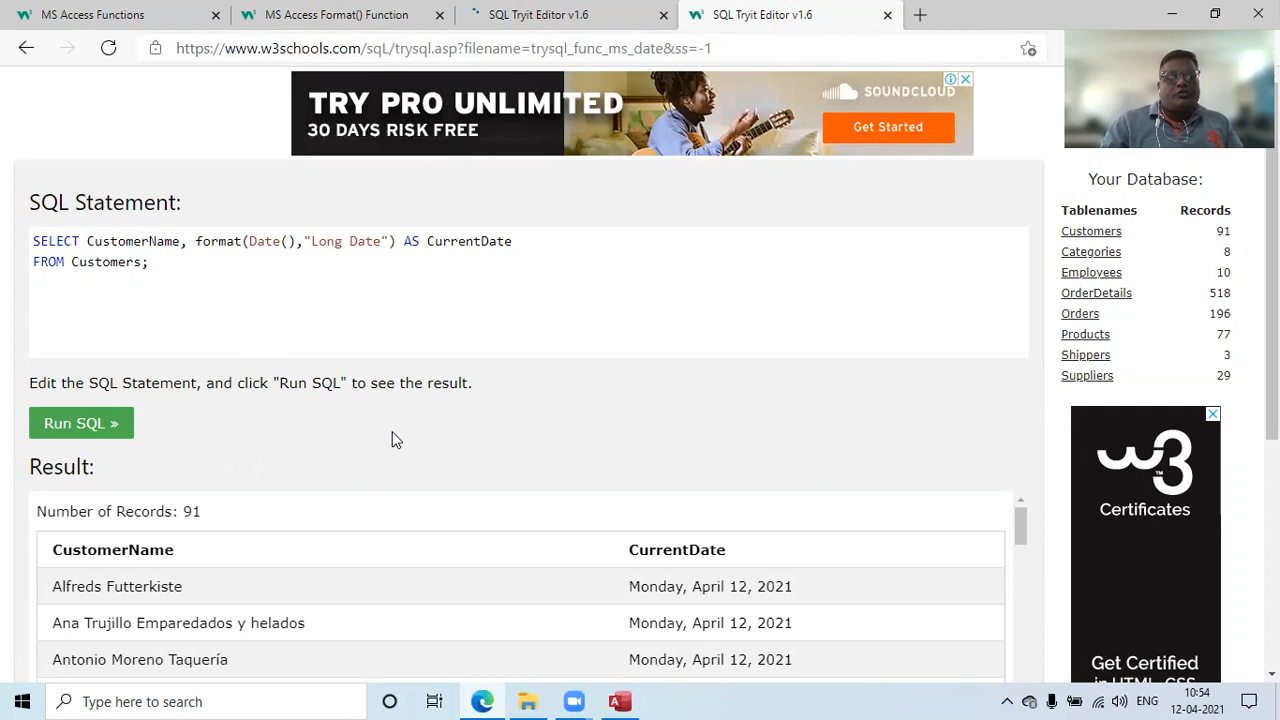 MS Access Functions
MS Access Format() Function
SQL Tryit Editor v1.6
SQL Tryit Editor v1.6
https://www.w3schools.com/sqL/trysql.asp?filename=trysql_func_ms_date&ss=-1
TRY PRO UNLIMITED
30 DAYS RISK FREE
SOUNDCLOUD
Get Started
SQL Statement:
SELECT CustomerName, format(Date(),"Long Date") AS CurrentDate
FROM Customers;
Edit the SQL Statement, and click "Run SQL" to see the result.
Run SQL »
Result:
Number of Records: 91
CustomerName CurrentDate
Alfreds Futterkiste Monday, April 12, 2021
Ana Trujillo Emparedados y helados Monday, April 12, 2021
Antonio Moreno Taquería Monday, April 12, 2021
Your Database:
Tablenames Records
Customers 91
Categories 8
Employees 10
OrderDetails 518
Orders 196
Products 77
Shippers 3
Suppliers 29
w3
TM
Certificates
Get Certified
in HTML, CSS,
Type here to search
ENG
10:54
12-04-2021